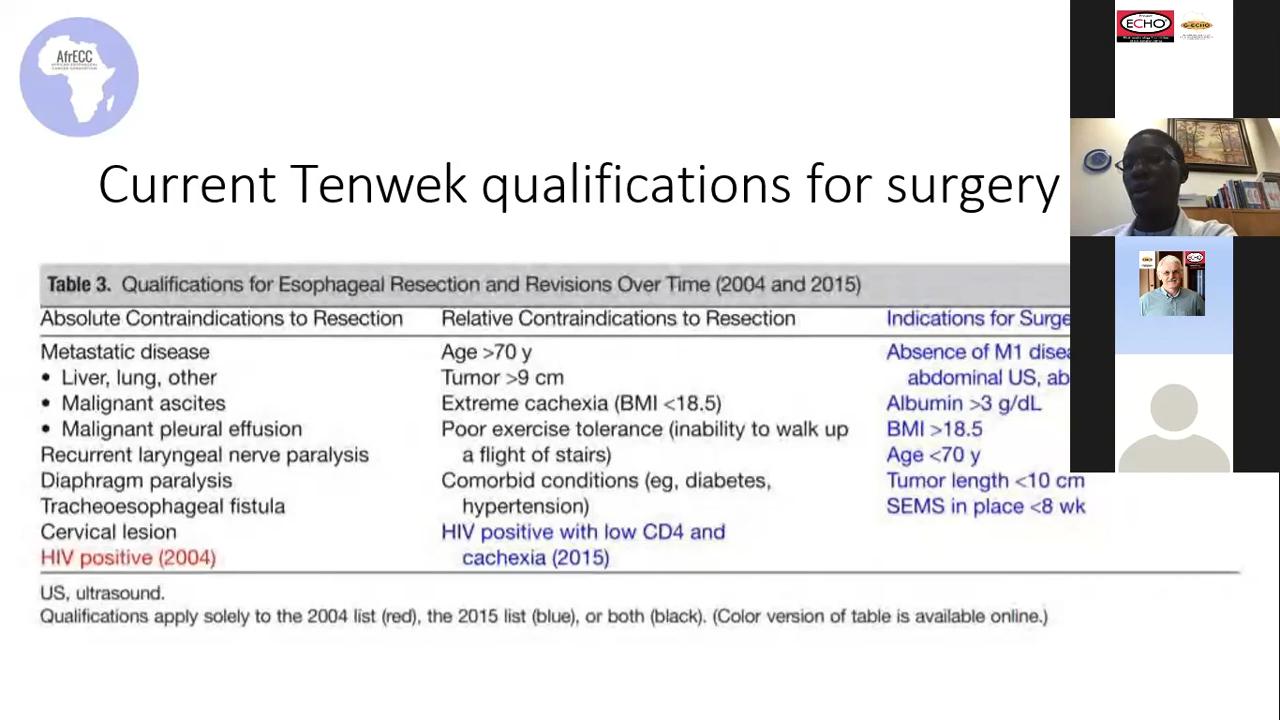 AfrECC
AFRICAN ESOPHAGEAL
CANCER CONSORTIUM
ECHO
Current Tenwek qualifications for surgery
Table 3. Qualifications for Esophageal Resection and Revisions Over Time (2004 and 2015)
Absolute Contraindications to Resection Relative Contraindications to Resection Indications for Surge
Metastatic disease Age >70 y Absence of M1 disea
• Liver, lung, other Tumor >9 cm abdominal US, ab
• Malignant ascites Extreme cachexia (BMI <18.5) Albumin >3 g/dL
• Malignant pleural effusion Poor exercise tolerance (inability to walk up BMI >18.5
Recurrent laryngeal nerve paralysis a flight of stairs) Age <70 y
Diaphragm paralysis Comorbid conditions (eg, diabetes, Tumor length <10 cm
Tracheoesophageal fistula hypertension) SEMS in place <8 wk
Cervical lesion HIV positive with low CD4 and
HIV positive (2004) cachexia (2015)
US, ultrasound.
Qualifications apply solely to the 2004 list (red), the 2015 list (blue), or both (black). (Color version of table is available online.)